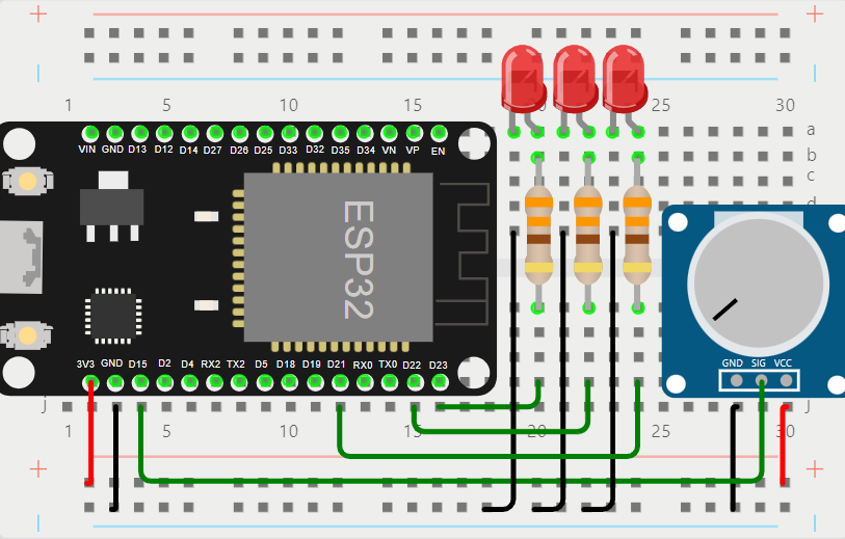 1 5 10 15 20 25 30
a
VIN GND D13 D12 D14 D27 D26 D25 D33 D32 D35 D34 VN VP EN
b
c
d
ESP32
GND SIG VCC
3V3 GND D15 D2 D4 RX2 TX2 D5 D18 D19 D21 RX0 TX0 D22 D23
J J
1 5 10 15 20 25 30